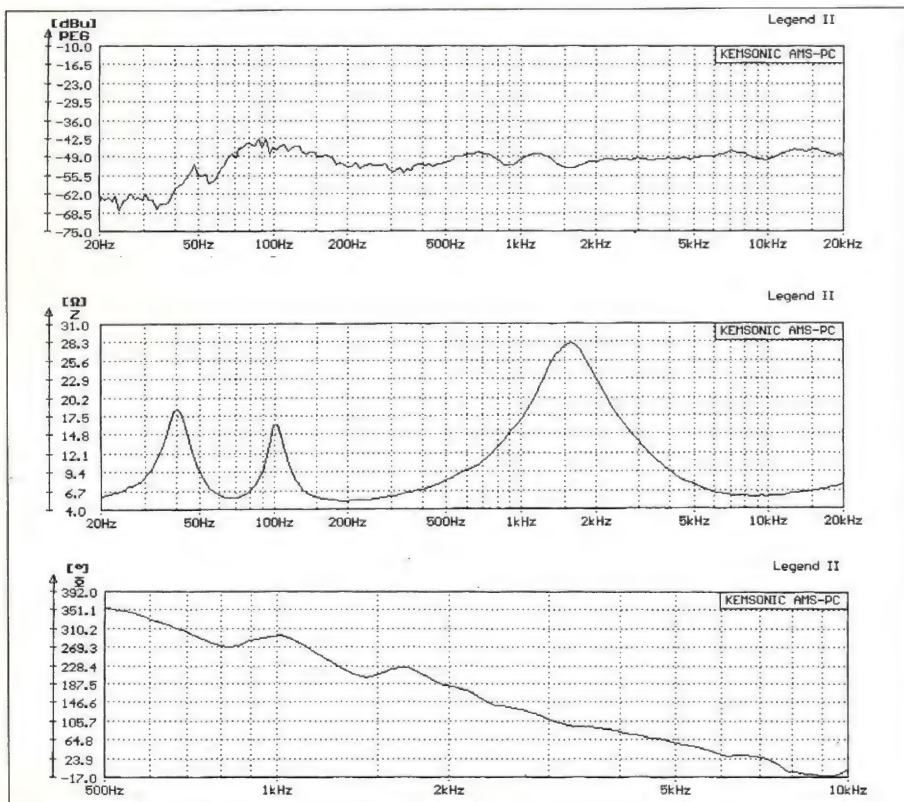 [dBu] Legend II
PEG
KEMSONIC AMS-PC
-10.0
-16.5
-23.0
-29.5
-36.0
-42.5
-49.0
-55.5
-62.0
-68.5
-75.0
20Hz 50Hz 100Hz 200Hz 500Hz 1kHz 2kHz 5kHz 10kHz 20kHz
[Ω] Legend II
Z
KEMSONIC AMS-PC
31.0
28.3
25.6
22.9
20.2
17.5
14.8
12.1
9.4
6.7
4.0
20Hz 50Hz 100Hz 200Hz 500Hz 1kHz 2kHz 5kHz 10kHz 20kHz
[°] Legend II
Φ
KEMSONIC AMS-PC
392.0
351.1
310.2
269.3
228.4
187.5
146.6
105.7
64.8
23.9
-17.0
500Hz 1kHz 2kHz 5kHz 10kHz